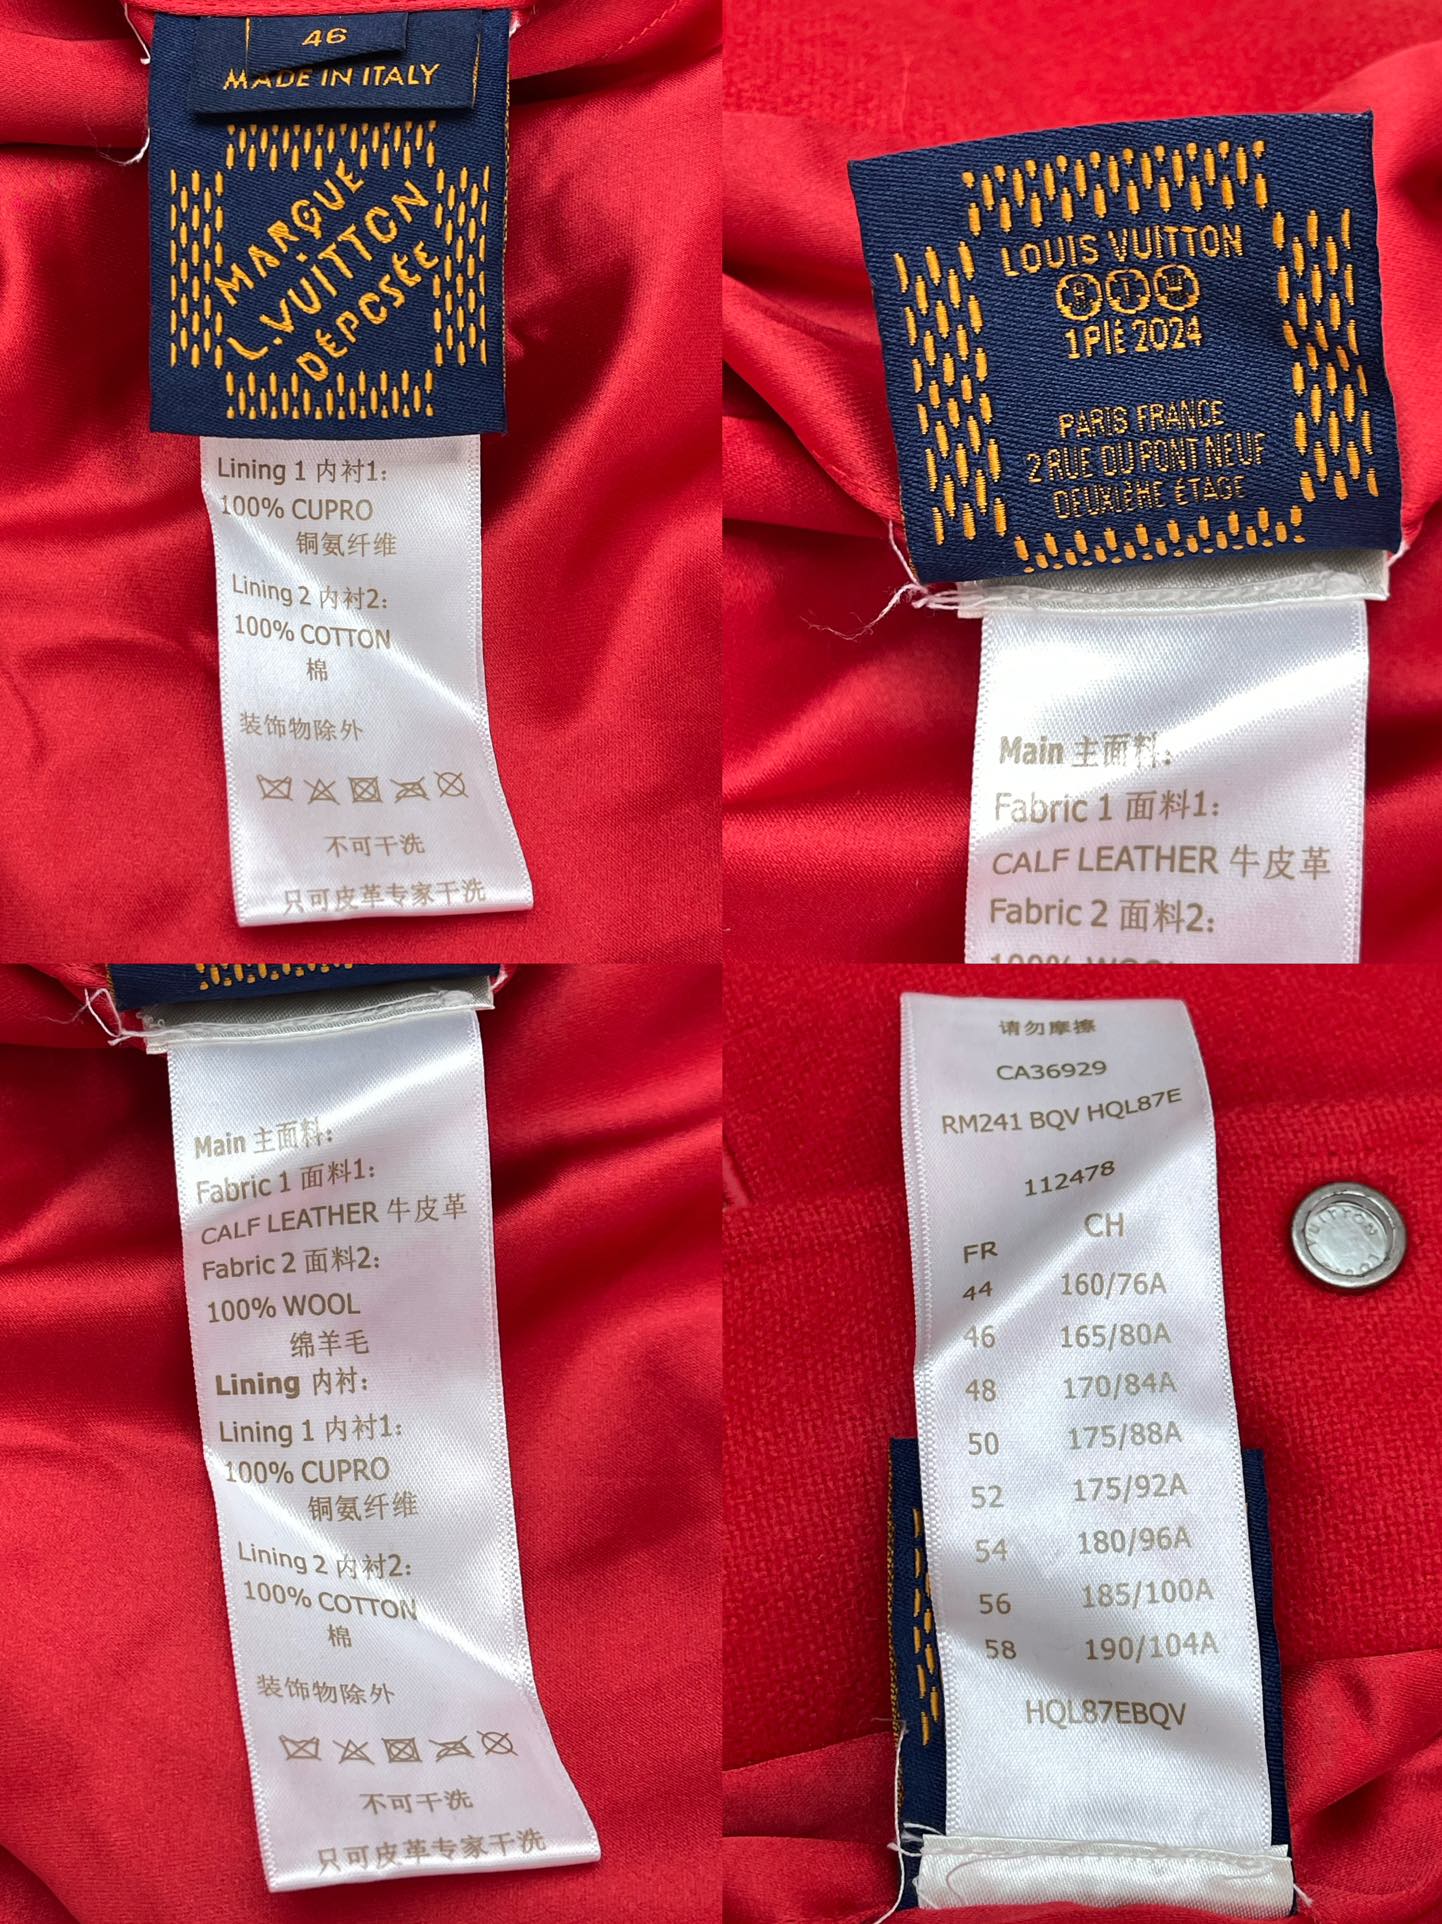 46
MADE IN ITALY
MARQUE
L.VUITTON
DÉPOSÉE
Lining 1 内衬1:
100% CUPRO
铜氨纤维
Lining 2 内衬2:
100% COTTON
棉
装饰物除外
不可干洗
只可皮革专家干洗
LOUIS VUITTON
1PIÈ 2024
PARIS FRANCE
2 RUE DU PONT NEUF
DEUXIÈME ÉTAGE
Main 主面料:
Fabric 1 面料1:
CALF LEATHER 牛皮革
Fabric 2 面料2:
100% WOOL
Main 主面料:
Fabric 1 面料1:
CALF LEATHER 牛皮革
Fabric 2 面料2:
100% WOOL
绵羊毛
Lining 内衬:
Lining 1 内衬1:
100% CUPRO
铜氨纤维
Lining 2 内衬2:
100% COTTON
棉
装饰物除外
不可干洗
只可皮革专家干洗
请勿摩擦
CA36929
RM241 BQV HQL87E
112478
FR CH
44 160/76A
46 165/80A
48 170/84A
50 175/88A
52 175/92A
54 180/96A
56 185/100A
58 190/104A
HQL87EBQV
VUITTON